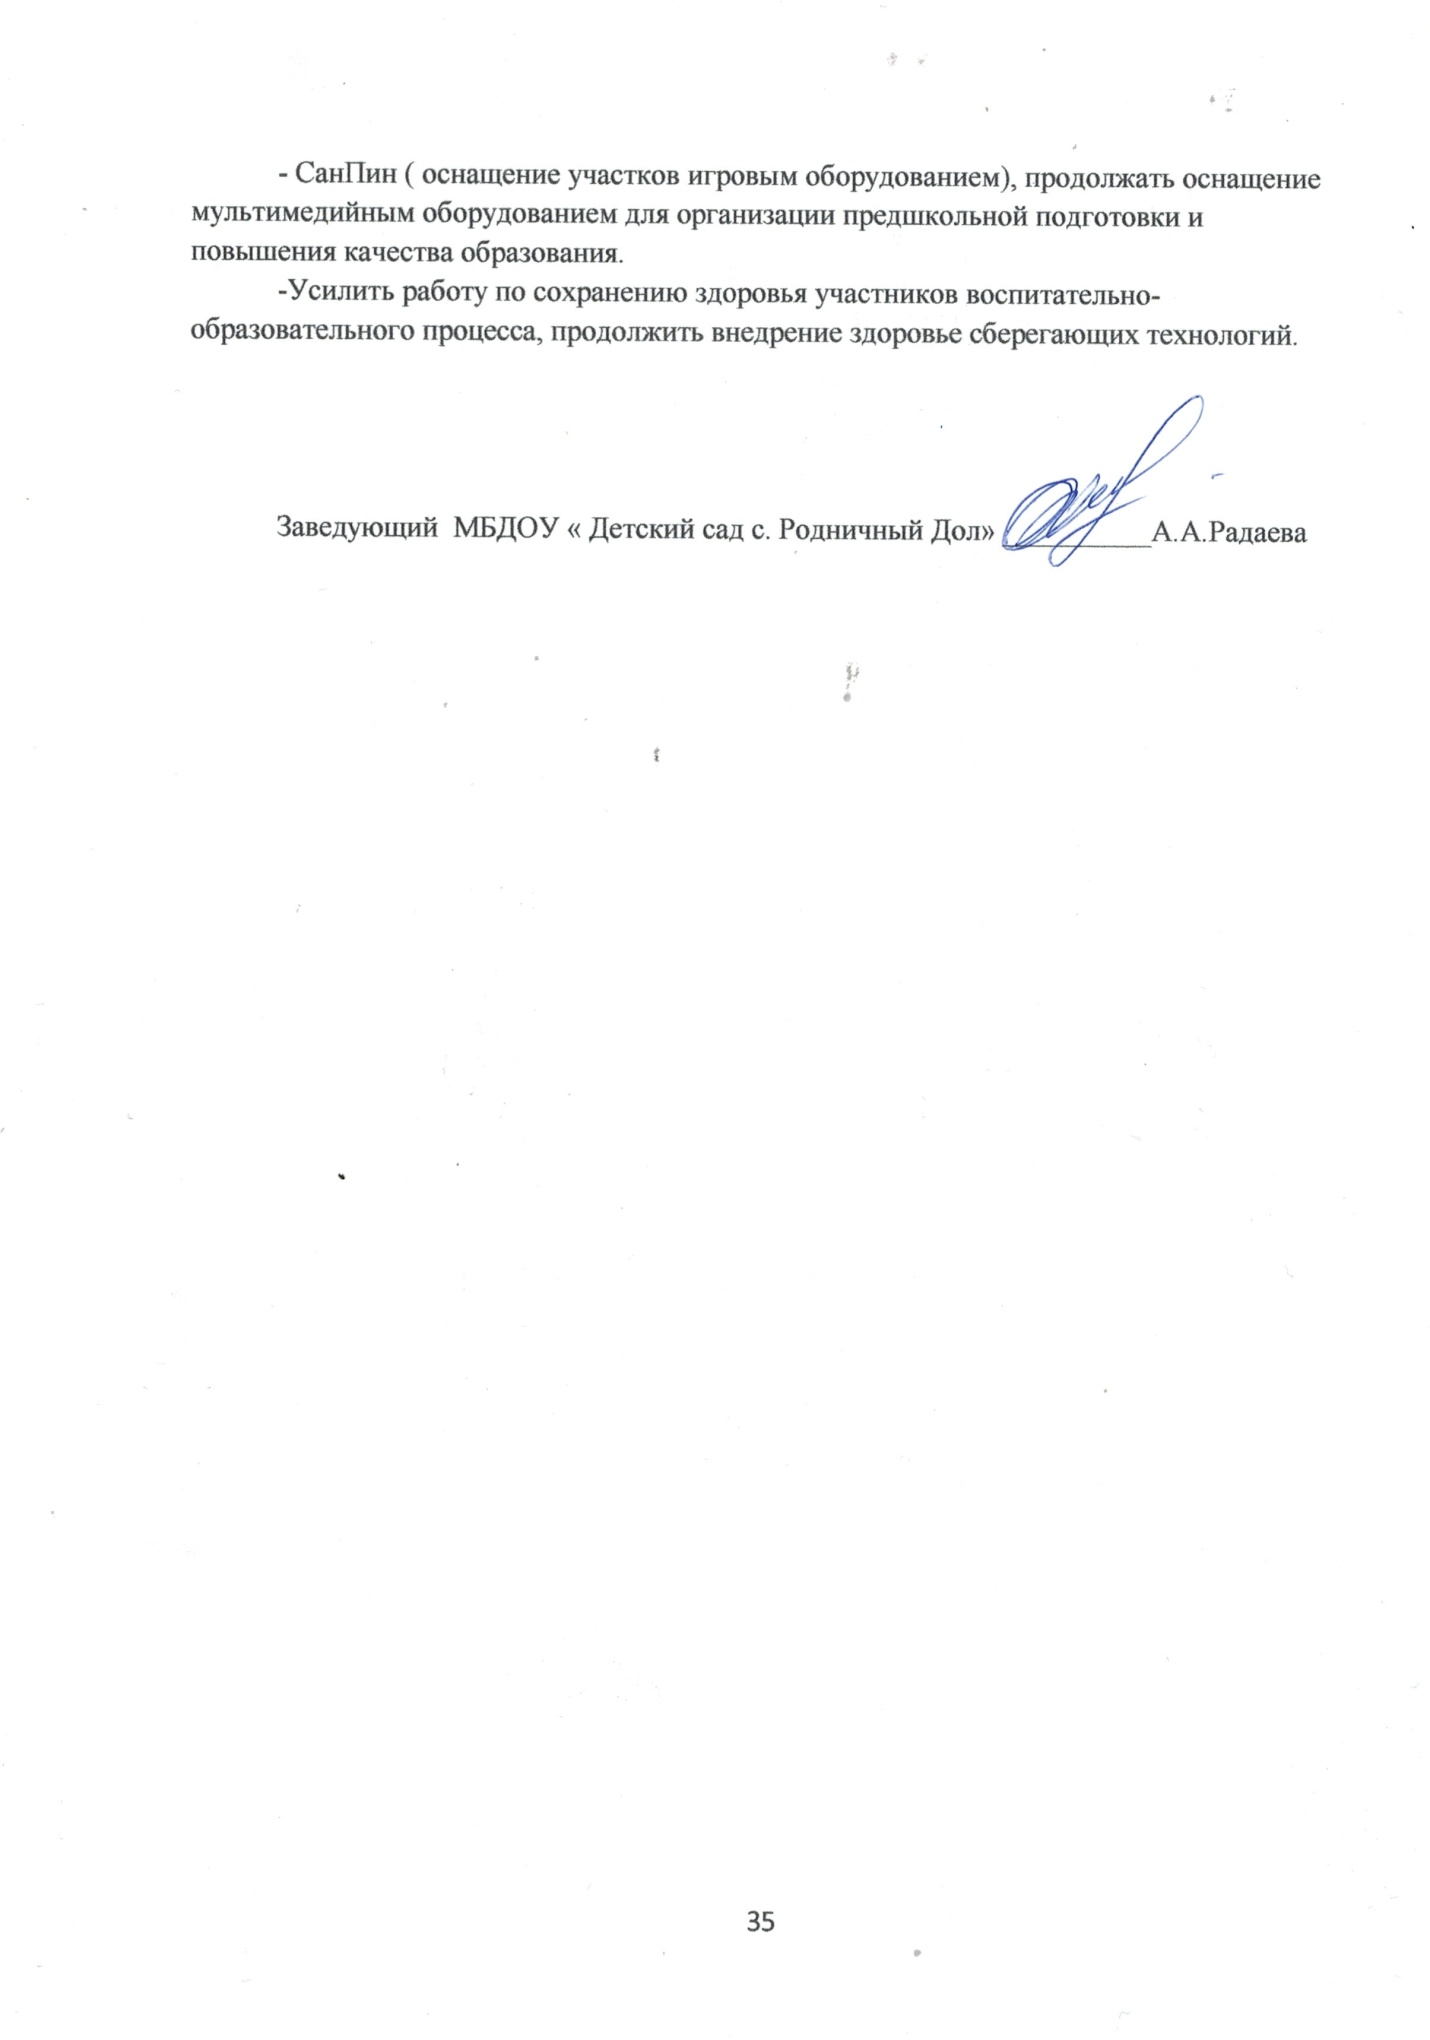 - СанПин ( оснащение участков игровым оборудованием), продолжать оснащение
мультимедийным оборудованием для организации предшкольной подготовки и
повышения качества образования.
-Усилить работу по сохранению здоровья участников воспитательно-
образовательного процесса, продолжить внедрение здоровье сберегающих технологий.
Заведующий  МБДОУ « Детский сад с. Родничный Дол» ___________А.А.Радаева
35